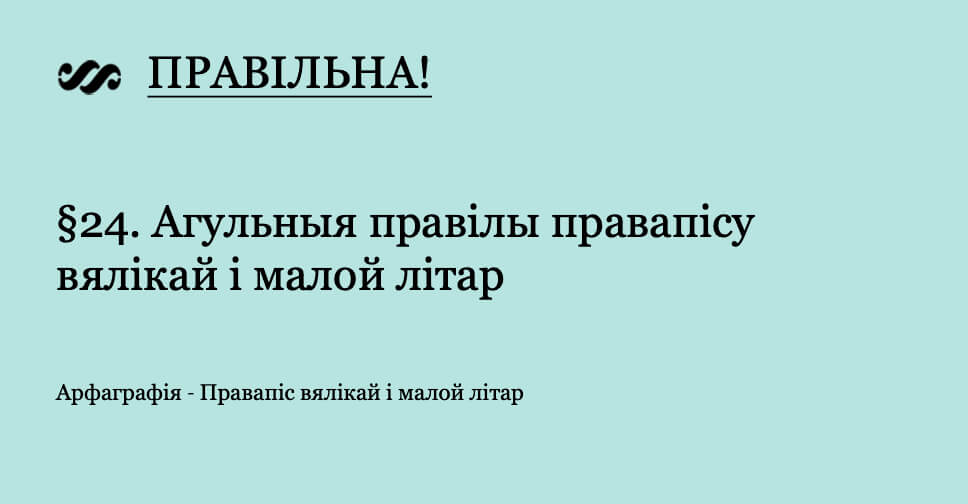 ПРАВІЛЬНА!
§24. Агульныя правілы правапісу
вялікай і малой літар
Арфаграфія - Правапіс вялікай і малой літар